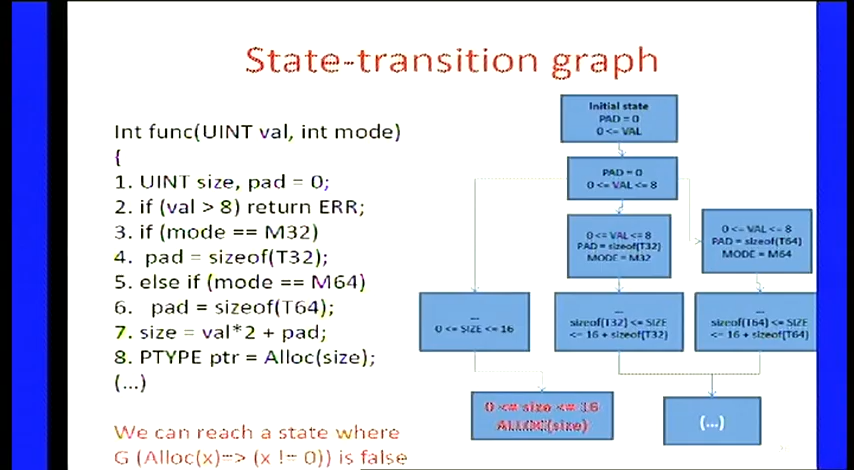 State-transition graph
Int func(UINT val, int mode)
{
1. UINT size, pad = 0;
2. if (val > 8) return ERR;
3. if (mode == M32)
4. pad = sizeof(T32);
5. else if (mode == M64)
6. pad = sizeof(T64);
7. size = val*2 + pad;
8. PTYPE ptr = Alloc(size);
(...)
We can reach a state where
G (Alloc(x)=> (x != 0)) is false
Initial state
PAD = 0
0 <= VAL
PAD = 0
0 <= VAL <= 8
0 <= VAL <= 8
PAD = sizeof(T32)
MODE = M32
0 <= VAL <= 8
PAD = sizeof(T64)
MODE = M64
...
0 <= SIZE <= 16
...
sizeof(T32) <= SIZE
<= 16 + sizeof(T32)
...
sizeof(T64) <= SIZE
<= 16 + sizeof(T64)
0 <= size <= 16
ALLOC(size)
(...)